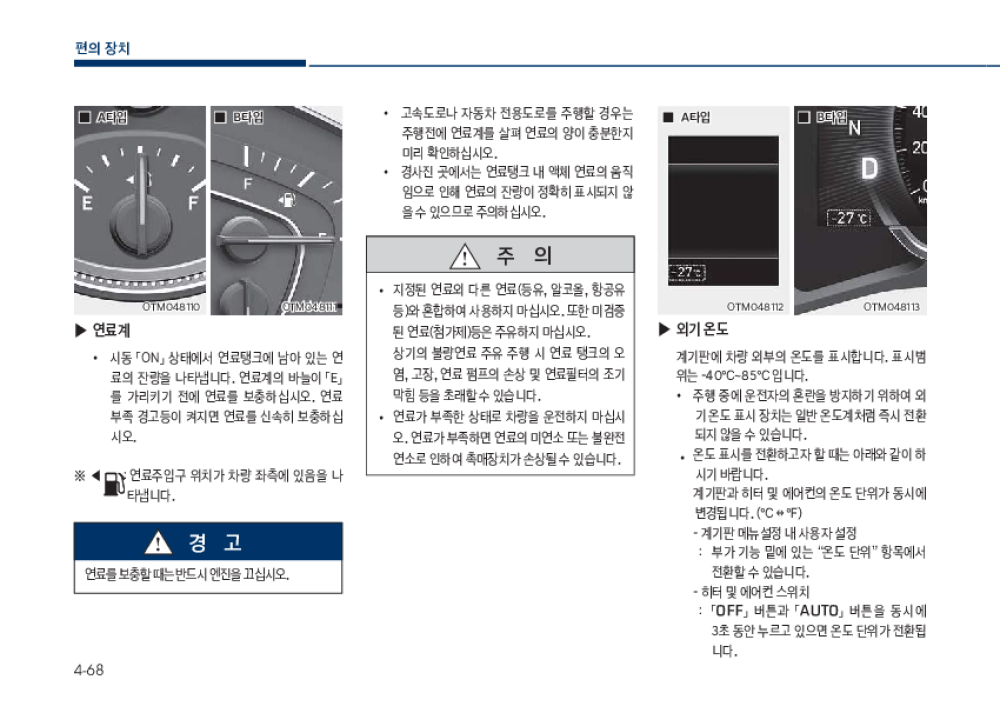 편의 장치
■ A타입
E
F
OTM048110
■ B타입
F
OTM048111
▶ 연료계
• 시동 「ON」 상태에서 연료탱크에 남아 있는 연
료의 잔량을 나타냅니다. 연료계의 바늘이 「E」
를 가리키기 전에 연료를 보충하십시오. 연료
부족 경고등이 켜지면 연료를 신속히 보충하십
시오.
※ ◀ : 연료주입구 위치가 차량 좌측에 있음을 나
타냅니다.
경 고
연료를 보충할 때는 반드시 엔진을 끄십시오.
• 고속도로나 자동차 전용도로를 주행할 경우는
주행전에 연료계를 살펴 연료의 양이 충분한지
미리 확인하십시오.
• 경사진 곳에서는 연료탱크 내 액체 연료의 움직
임으로 인해 연료의 잔량이 정확히 표시되지 않
을 수 있으므로 주의하십시오.
주 의
• 지정된 연료외 다른 연료(등유, 알코올, 항공유
등)와 혼합하여 사용하지 마십시오. 또한 미검증
된 연료(첨가제)등은 주유하지 마십시오.
상기의 불량연료 주유 주행 시 연료 탱크의 오
염, 고장, 연료 펌프의 손상 및 연료필터의 조기
막힘 등을 초래할 수 있습니다.
• 연료가 부족한 상태로 차량을 운전하지 마십시
오. 연료가 부족하면 연료의 미연소 또는 불완전
연소로 인하여 촉매장치가 손상될 수 있습니다.
■ A타입
-27℃
OTM048112
■ B타입
N
D
40
20
0
km
-27℃
OTM048113
▶ 외기 온도
계기판에 차량 외부의 온도를 표시합니다. 표시범
위는 -40℃~85℃ 입니다.
• 주행 중에 운전자의 혼란을 방지하기 위하여 외
기 온도 표시 장치는 일반 온도계처럼 즉시 전환
되지 않을 수 있습니다.
• 온도 표시를 전환하고자 할 때는 아래와 같이 하
시기 바랍니다.
계기판과 히터 및 에어컨의 온도 단위가 동시에
변경됩니다. (℃ ↔ ℉)
- 계기판 메뉴 설정 내 사용자 설정
: 부가 기능 밑에 있는 “온도 단위” 항목에서
전환할 수 있습니다.
- 히터 및 에어컨 스위치
: 「OFF」 버튼과 「AUTO」 버튼을 동시에
3초 동안 누르고 있으면 온도 단위가 전환됩
니다.
4-68